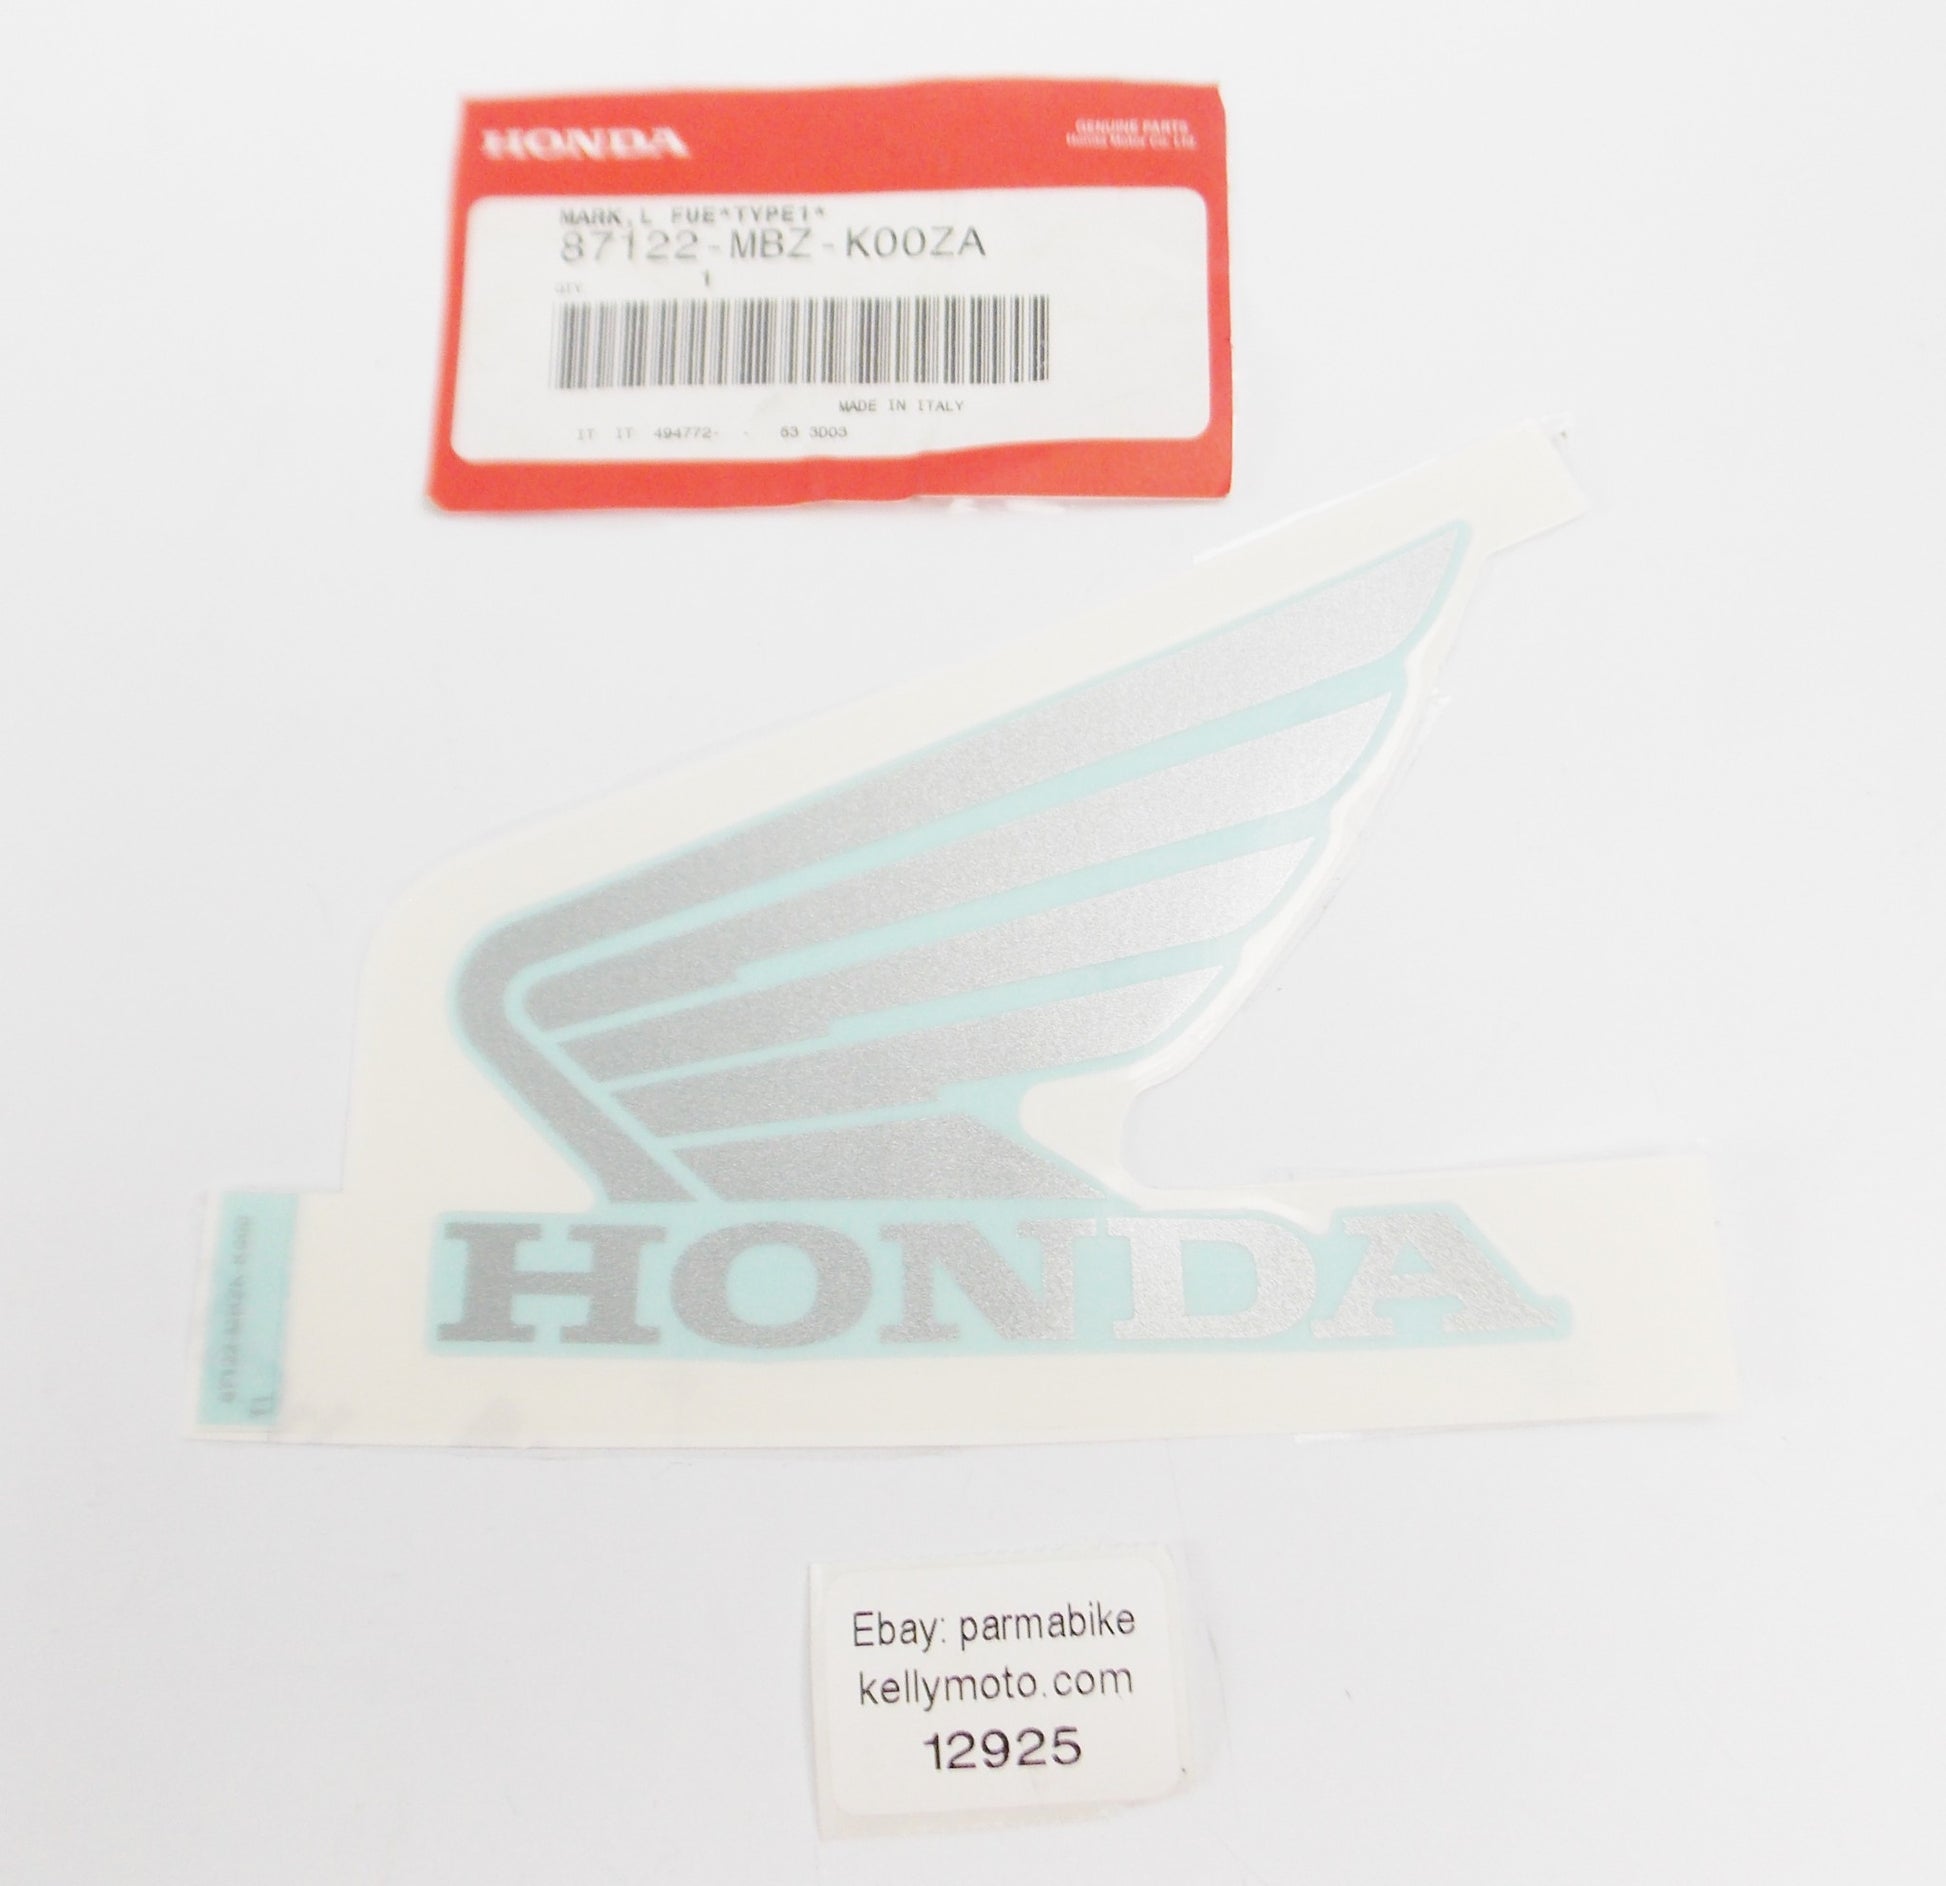 HONDA
GENUINE PARTS
Honda Motor Co. Ltd.
MARK,L FUE*TYPE1*
87122-MBZ-K00ZA
QTY. 1
MADE IN ITALY
IT IT 494772- - 63 3D03
HONDA
Ebay: parmabike
kellymoto.com
12925